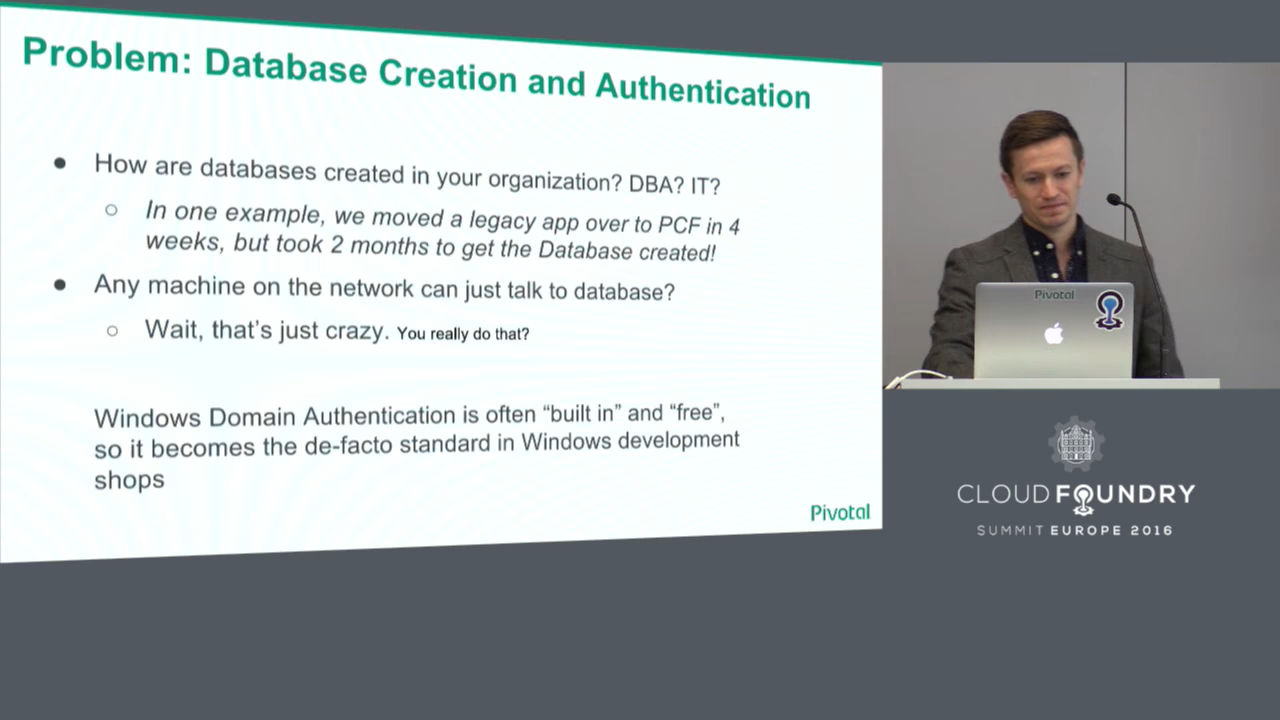 Problem: Database Creation and Authentication
● How are databases created in your organization? DBA? IT?
○ In one example, we moved a legacy app over to PCF in 4
weeks, but took 2 months to get the Database created!
● Any machine on the network can just talk to database?
○ Wait, that’s just crazy. You really do that?
Windows Domain Authentication is often “built in” and “free”,
so it becomes the de-facto standard in Windows development
shops
Pivotal
Pivotal
CLOUD FOUNDRY
SUMMIT EUROPE 2016